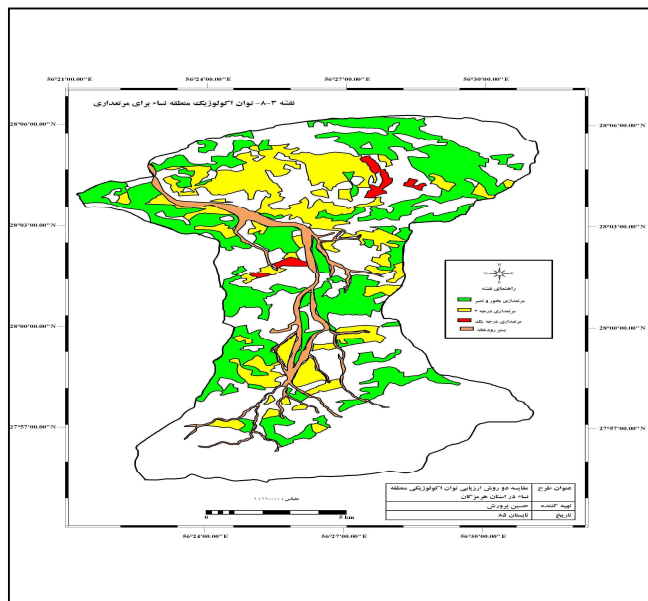 نقشه ۳-۸- توان اکولوژیک منطقه نساء برای مرتعداری
56°21'00.00"E 56°24'00.00"E 56°27'00.00"E 56°30'00.00"E
28°06'00.00"N 28°06'00.00"N
28°03'00.00"N 28°03'00.00"N
28°00'00.00"N 28°00'00.00"N
27°57'00.00"N 27°57'00.00"N
راهنمای نقشه
مرتعداری درجه ۲
مرتعداری درجه یک
بستر رودخانه
عنوان طرح مقایسه دو روش ارزیابی توان اکولوژیکی منطقه
نساء در استان هرمزگان
تهیه کننده حسین پرورش
تاریخ تابستان ۸۵
مقیاس:
0 5 km
56°24'00.00"E 56°27'00.00"E 56°30'00.00"E